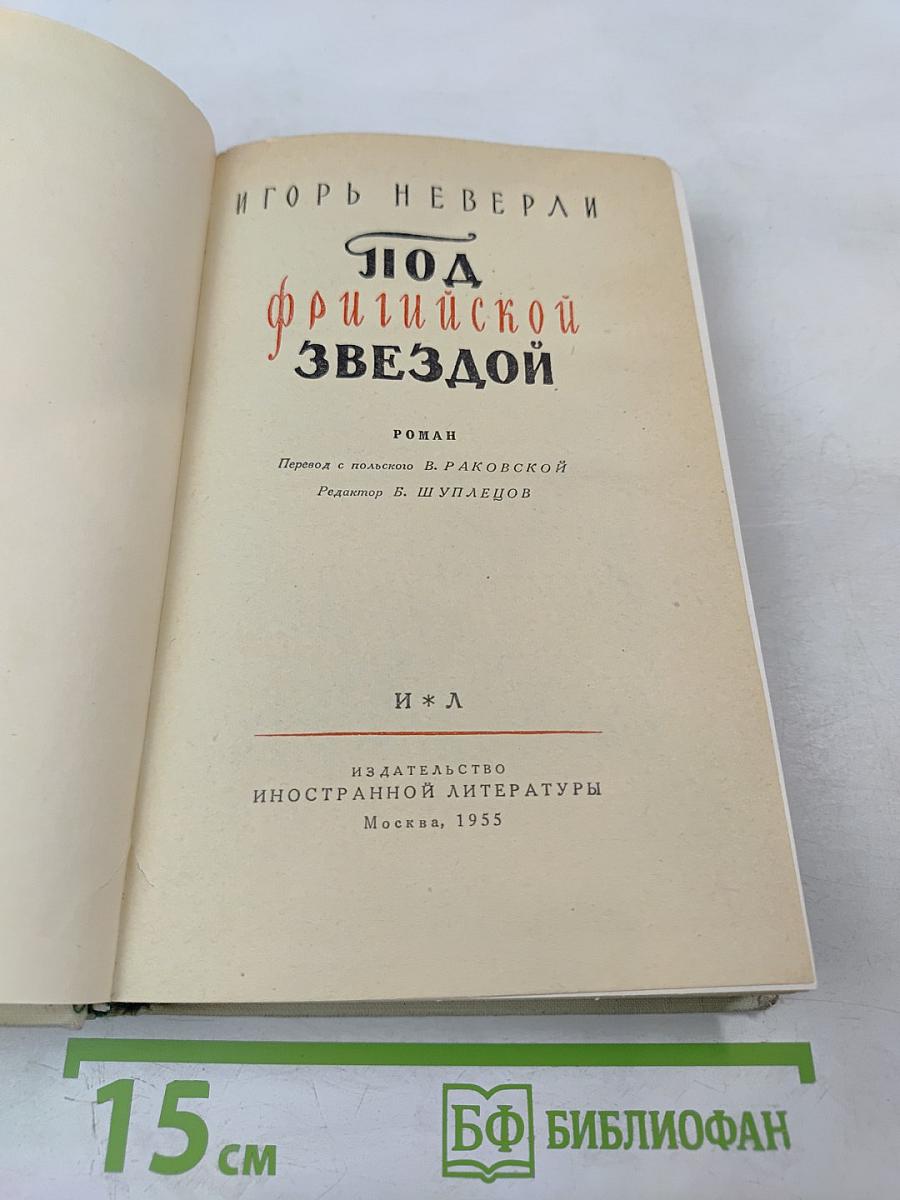 ИГОРЬ НЕВЕРЛИ
ПОД
ФРИГИЙСКОЙ
ЗВЕЗДОЙ
РОМАН
Перевод с польского В. РАКОВСКОЙ
Редактор Б. ШУПЛЕЦОВ
И * Л
ИЗДАТЕЛЬСТВО
ИНОСТРАННОЙ ЛИТЕРАТУРЫ
Москва, 1955
15 см
БФ БИБЛИОФАН